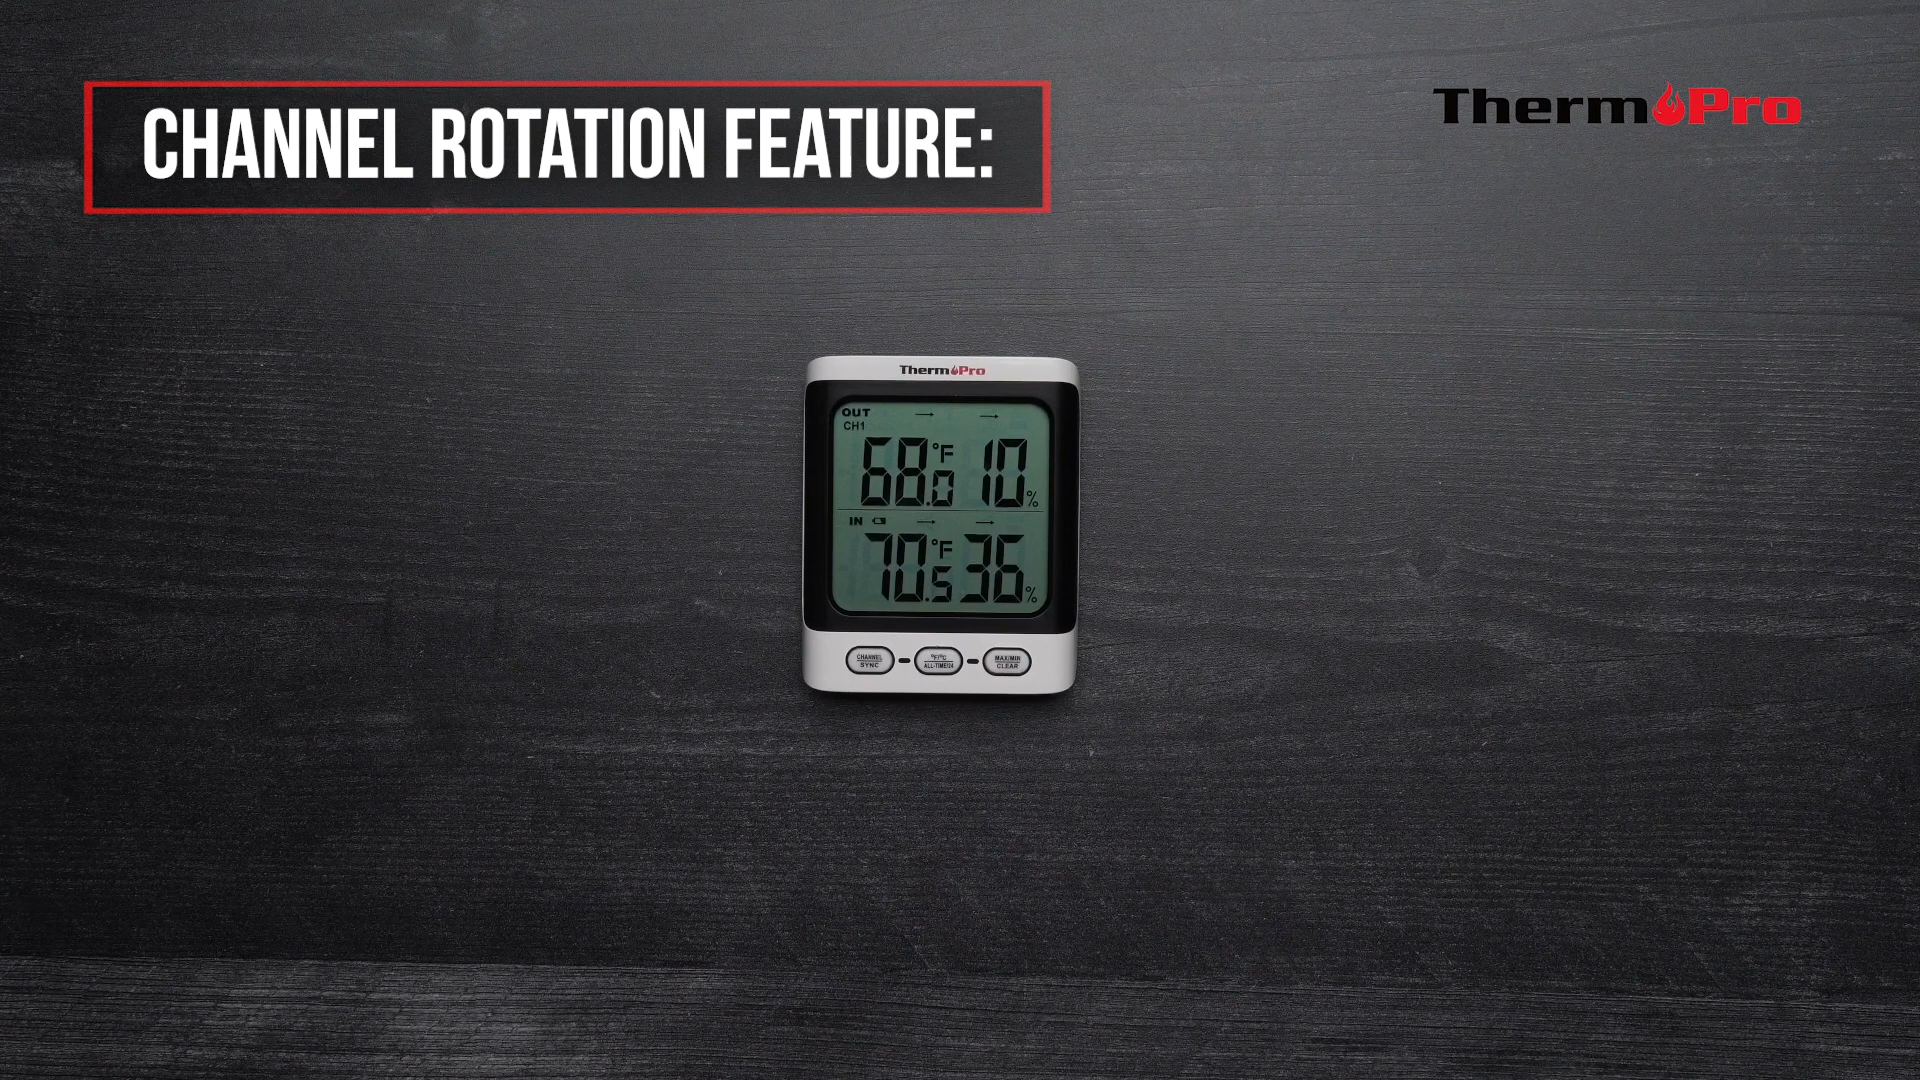 CHANNEL ROTATION FEATURE:
ThermoPro
ThermoPro
OUT
CH1
68.0 °F 10 %
IN
70.5 °F 36 %
CHANNEL
SYNC
°F/°C
ALL-TIME/24
MAX/MIN
CLEAR